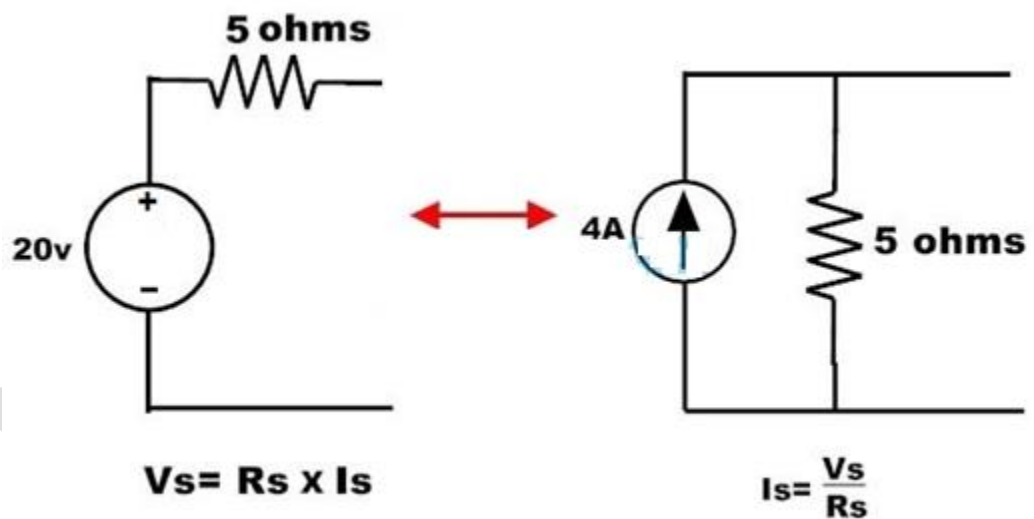 5 ohms
+
20v
−
Vs= Rs x Is
4A
5 ohms
Is= Vs
Rs